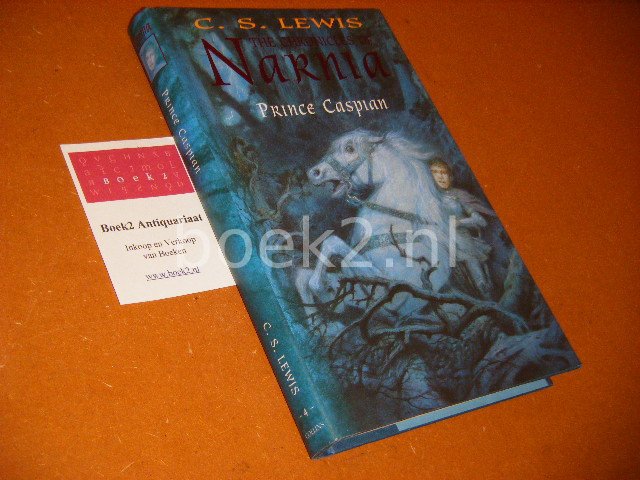 C. S. LEWIS
THE CHRONICLES OF
NARNIA
PRINCE CASPIAN
PRINCE CASPIAN
C. S. LEWIS
-4-
BOEK2
Boek2 Antiquariaat
Inkoop en Verkoop
van Boeken
www.boek2.nl
boek2.nl